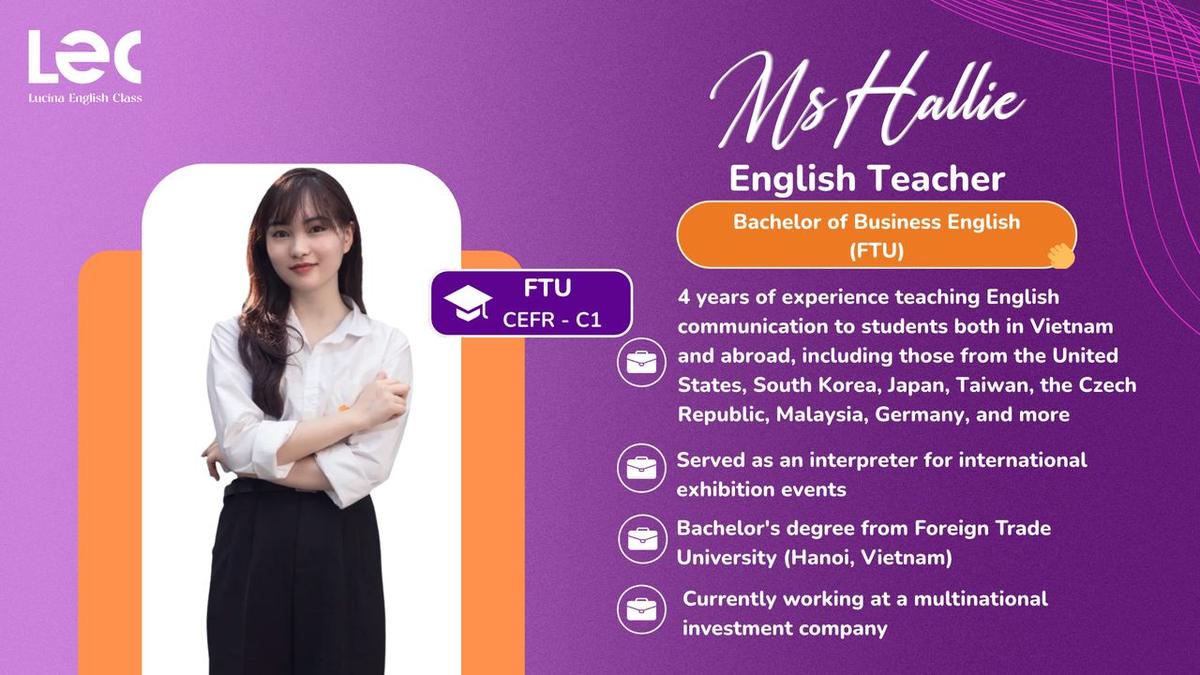 LEC
Lucina English Class
Ms Hallie
English Teacher
Bachelor of Business English
(FTU)
FTU
CEFR - C1
4 years of experience teaching English
communication to students both in Vietnam
and abroad, including those from the United
States, South Korea, Japan, Taiwan, the Czech
Republic, Malaysia, Germany, and more
Served as an interpreter for international
exhibition events
Bachelor's degree from Foreign Trade
University (Hanoi, Vietnam)
Currently working at a multinational
investment company